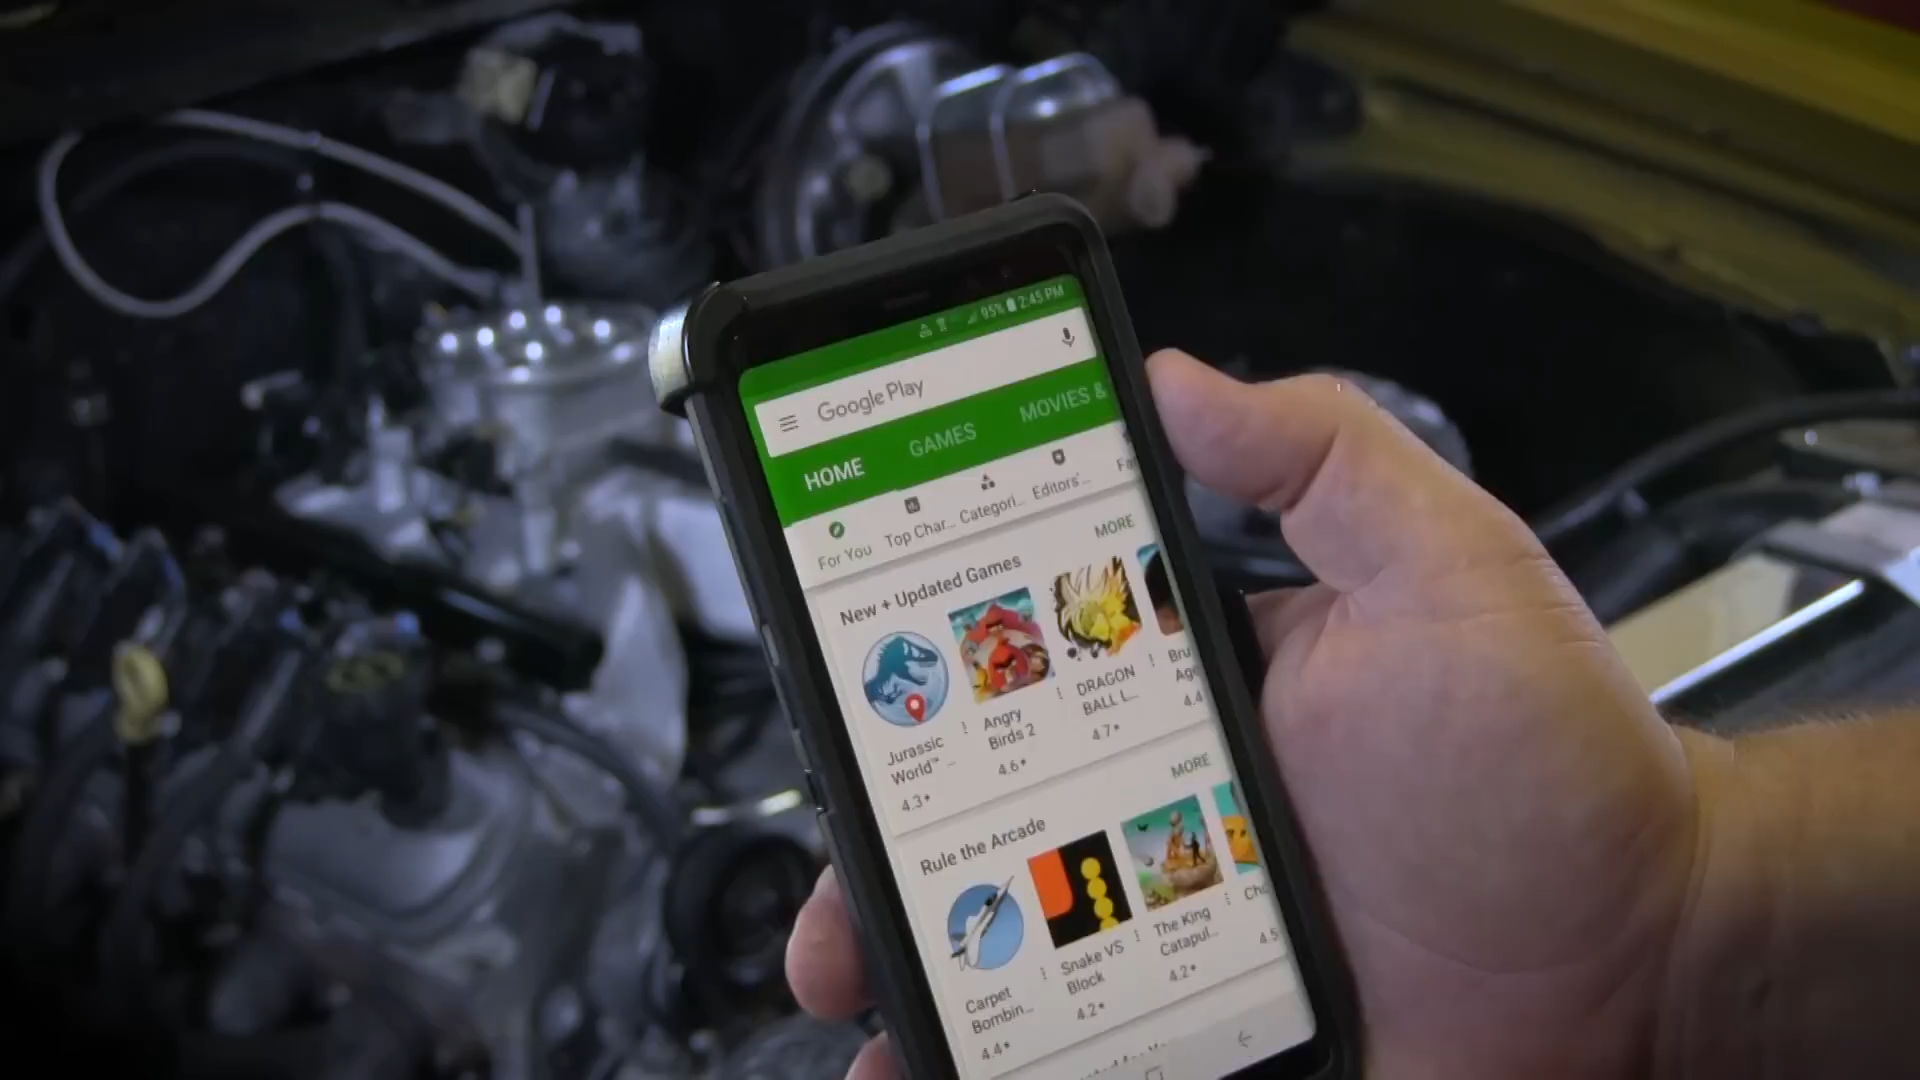 95% 2:45 PM
Google Play
HOME GAMES MOVIES &
For You Top Char... Categori... Editors'...
New + Updated Games MORE
Jurassic World™ ...
4.3
Angry Birds 2
4.6
DRAGON BALL L...
4.7
4.4
Rule the Arcade MORE
Carpet Bombin...
4.4
Snake VS Block
4.2
The King Catapul...
4.2
4.5